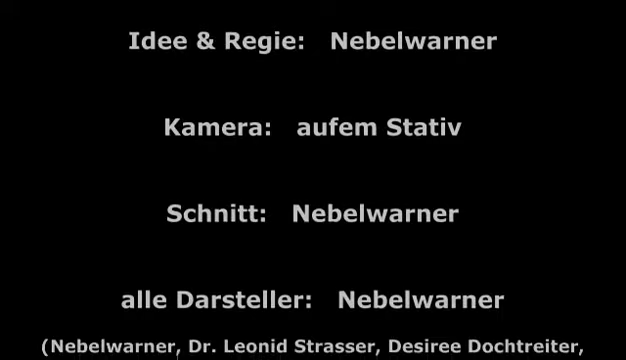 Idee & Regie: Nebelwarner
Kamera: aufem Stativ
Schnitt: Nebelwarner
alle Darsteller: Nebelwarner
(Nebelwarner, Dr. Leonid Strasser, Desiree Dochtreiter,